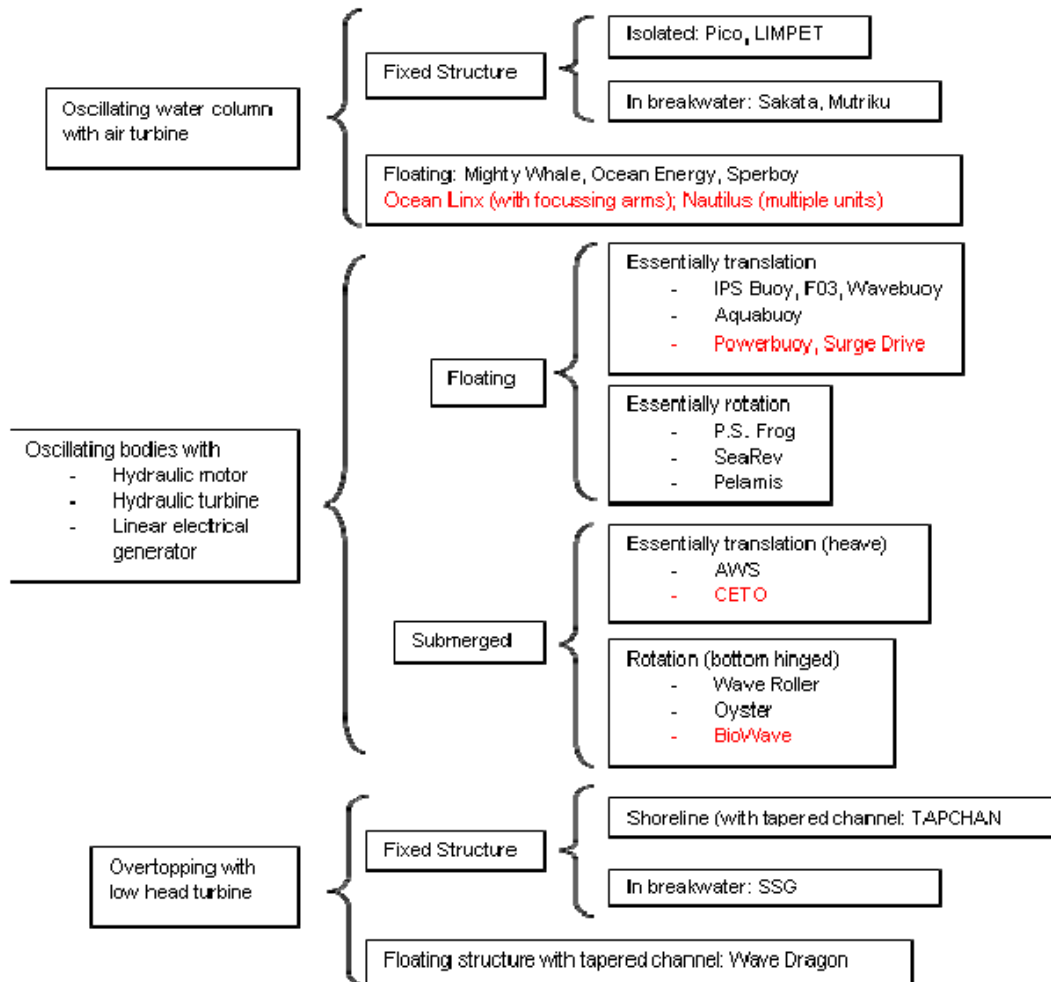 Oscillating water column
with air turbine
Fixed Structure
Isolated: Pico, LIMPET
In breakwater: Sakata, Mutriku
Floating: Mighty Whale, Ocean Energy, Sperboy
Ocean Linx (with focussing arms); Nautilus (multiple units)
Oscillating bodies with
- Hydraulic motor
- Hydraulic turbine
- Linear electrical
generator
Floating
Essentially translation
- IPS Buoy, F03, Wavebuoy
- Aquabuoy
- Powerbuoy, Surge Drive
Essentially rotation
- P.S. Frog
- SeaRev
- Pelamis
Submerged
Essentially translation (heave)
- AWS
- CETO
Rotation (bottom hinged)
- Wave Roller
- Oyster
- BioWave
Overtopping with
low head turbine
Fixed Structure
Shoreline (with tapered channel: TAPCHAN
In breakwater: SSG
Floating structure with tapered channel: Wave Dragon